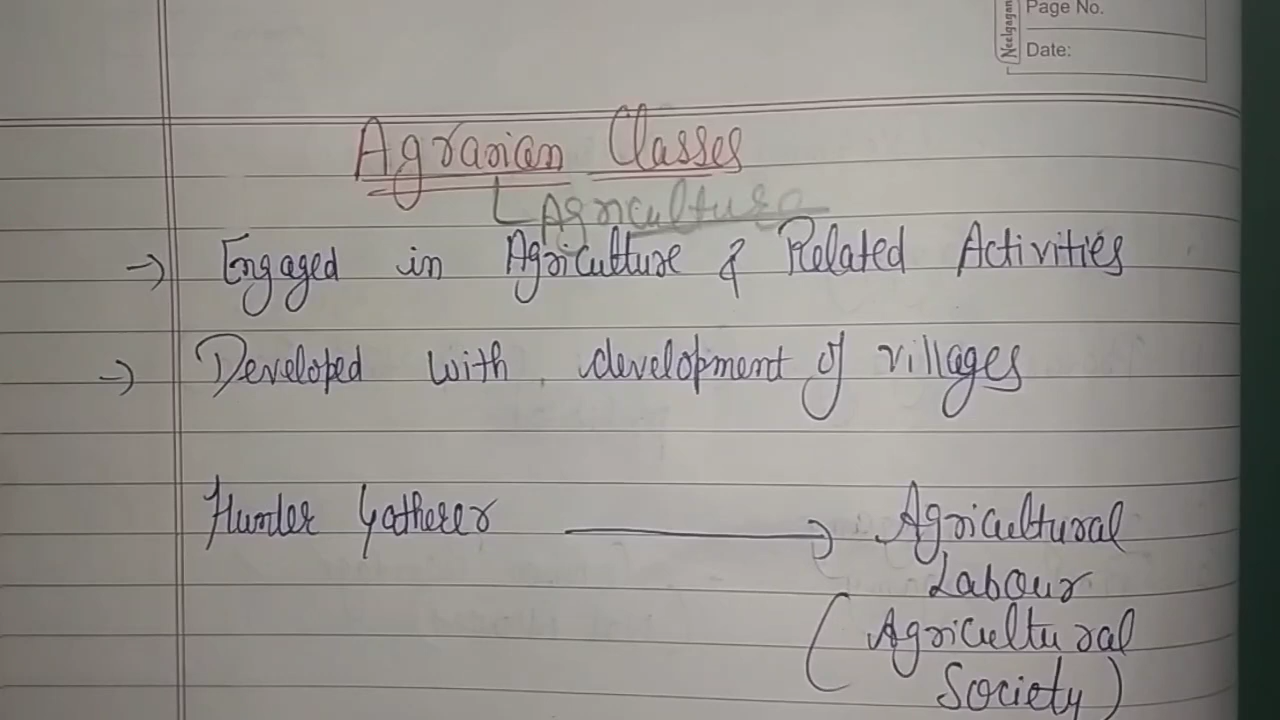 Neelgagan
Page No.
Date:
Agrarian Classes
Agriculture
→ Engaged in Agriculture & Related Activities
→ Developed with development of villages
Hunter Gatherer → Agricultural
Labour
(Agricultural
Society)